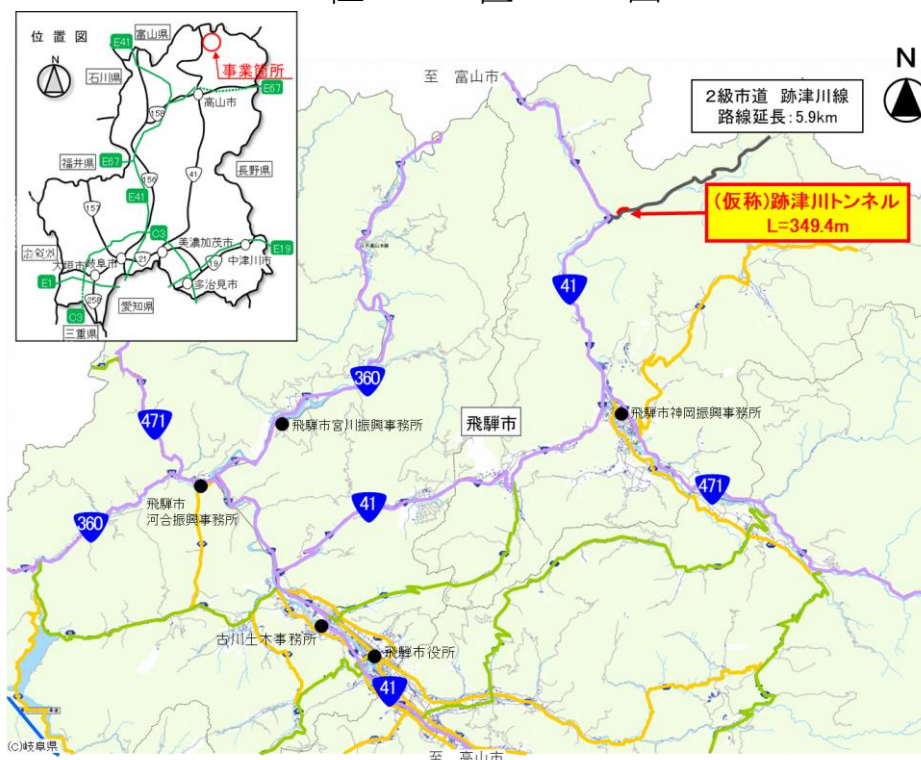 位 置 図
位 置 図
N
E41
富山県
石川県
事業箇所
E67
高山市
158
福井県
E67
156
41
長野県
E41
157
C3
美濃加茂市
E19
大垣市
岐阜市
21
19
中津川市
E1
多治見市
258
愛知県
C3
三重県
至 富山市
N
2級市道 跡津川線
路線延長:5.9km
(仮称)跡津川トンネル
L=349.4m
41
360
471
飛騨市宮川振興事務所
飛騨市
飛騨市神岡振興事務所
471
飛騨市
河合振興事務所
360
41
古川土木事務所
飛騨市役所
41
(C)岐阜県
至 高山市